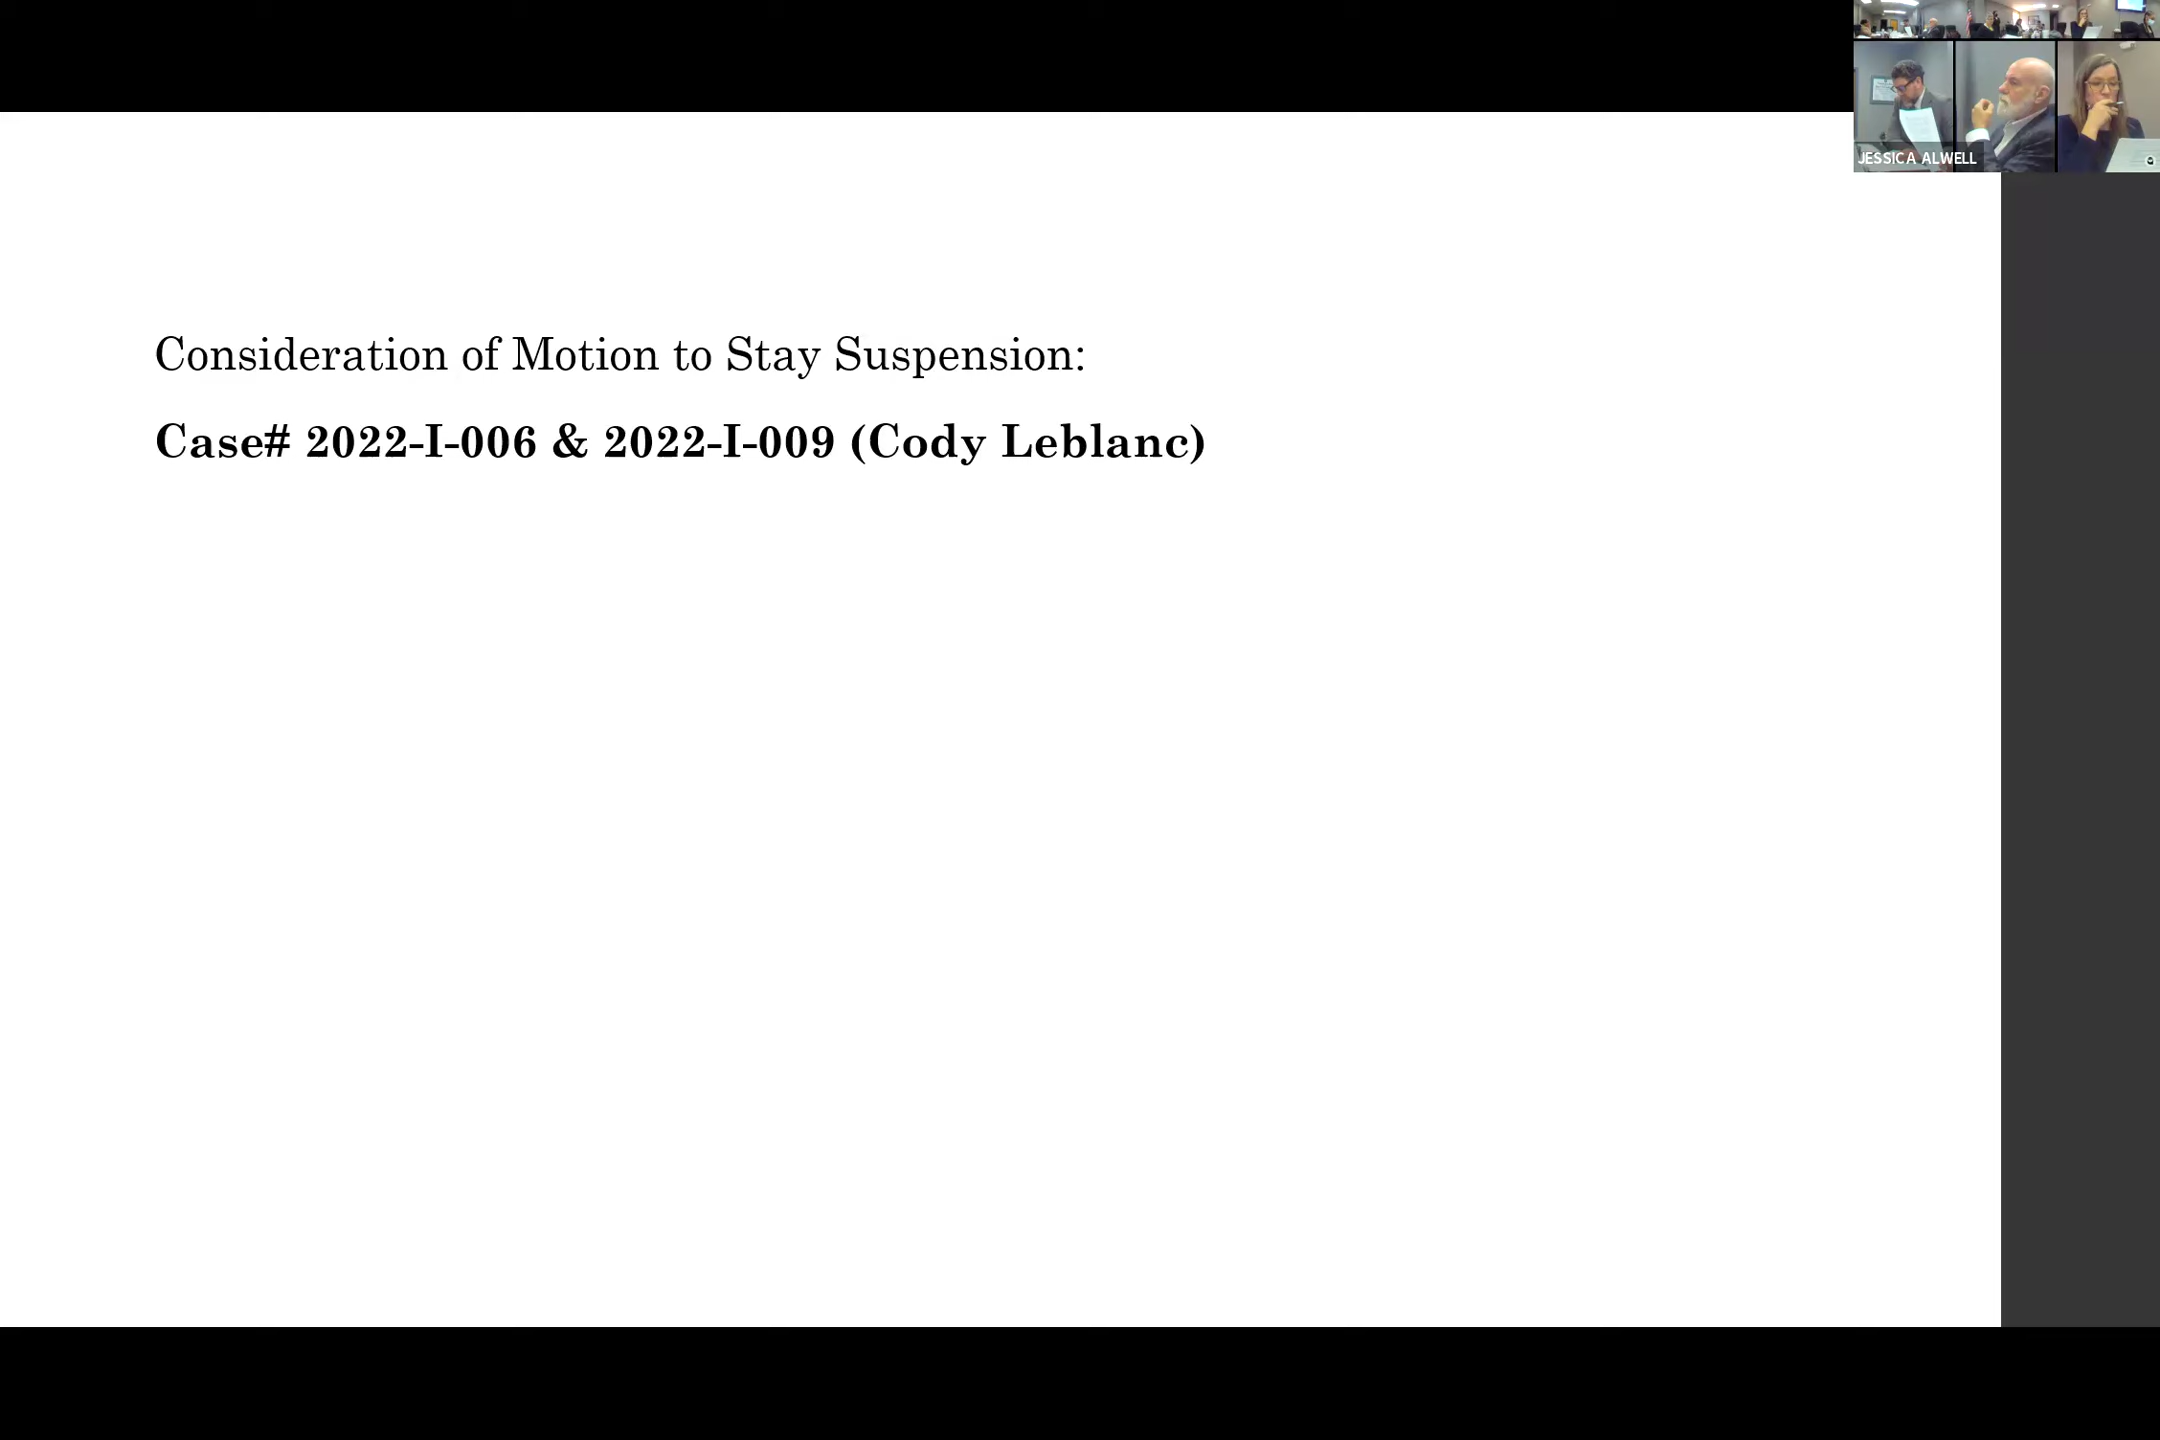 JESSICA ALWELL
Consideration of Motion to Stay Suspension:
Case# 2022-I-006 & 2022-I-009 (Cody Leblanc)